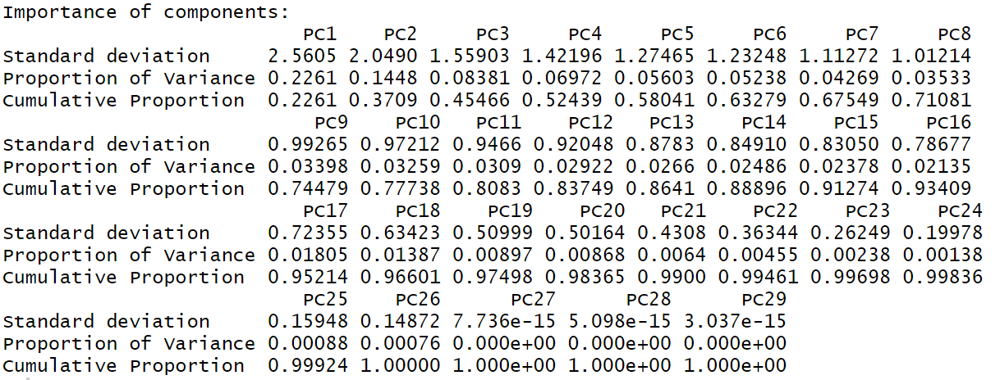 Importance of components:
PC1 PC2 PC3 PC4 PC5 PC6 PC7 PC8
Standard deviation 2.5605 2.0490 1.55903 1.42196 1.27465 1.23248 1.11272 1.01214
Proportion of Variance 0.2261 0.1448 0.08381 0.06972 0.05603 0.05238 0.04269 0.03533
Cumulative Proportion 0.2261 0.3709 0.45466 0.52439 0.58041 0.63279 0.67549 0.71081
PC9 PC10 PC11 PC12 PC13 PC14 PC15 PC16
Standard deviation 0.99265 0.97212 0.9466 0.92048 0.8783 0.84910 0.83050 0.78677
Proportion of Variance 0.03398 0.03259 0.0309 0.02922 0.0266 0.02486 0.02378 0.02135
Cumulative Proportion 0.74479 0.77738 0.8083 0.83749 0.8641 0.88896 0.91274 0.93409
PC17 PC18 PC19 PC20 PC21 PC22 PC23 PC24
Standard deviation 0.72355 0.63423 0.50999 0.50164 0.4308 0.36344 0.26249 0.19978
Proportion of Variance 0.01805 0.01387 0.00897 0.00868 0.0064 0.00455 0.00238 0.00138
Cumulative Proportion 0.95214 0.96601 0.97498 0.98365 0.9900 0.99461 0.99698 0.99836
PC25 PC26 PC27 PC28 PC29
Standard deviation 0.15948 0.14872 7.736e-15 5.098e-15 3.037e-15
Proportion of Variance 0.00088 0.00076 0.000e+00 0.000e+00 0.000e+00
Cumulative Proportion 0.99924 1.00000 1.000e+00 1.000e+00 1.000e+00